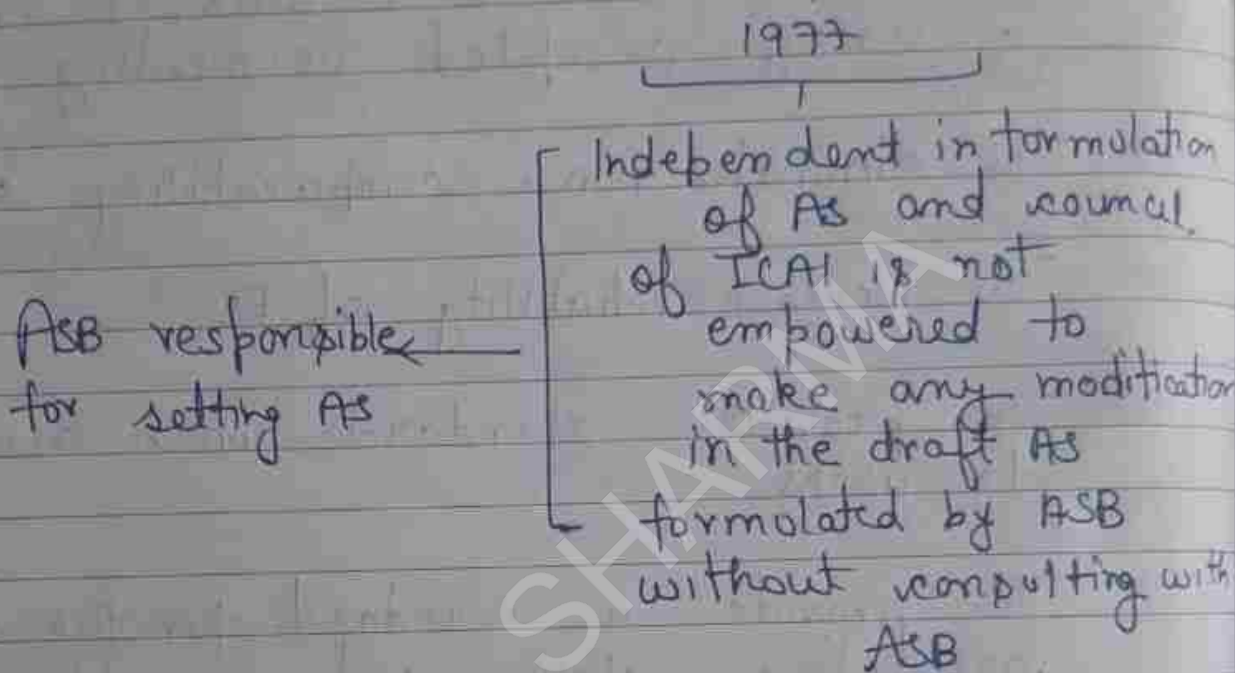 1977
Independent in formulation
of AS and council
of ICAI is not
empowered to
make any modification
in the draft AS
formulated by ASB
without consulting with
ASB
ASB responsible
for setting AS
SHARMA